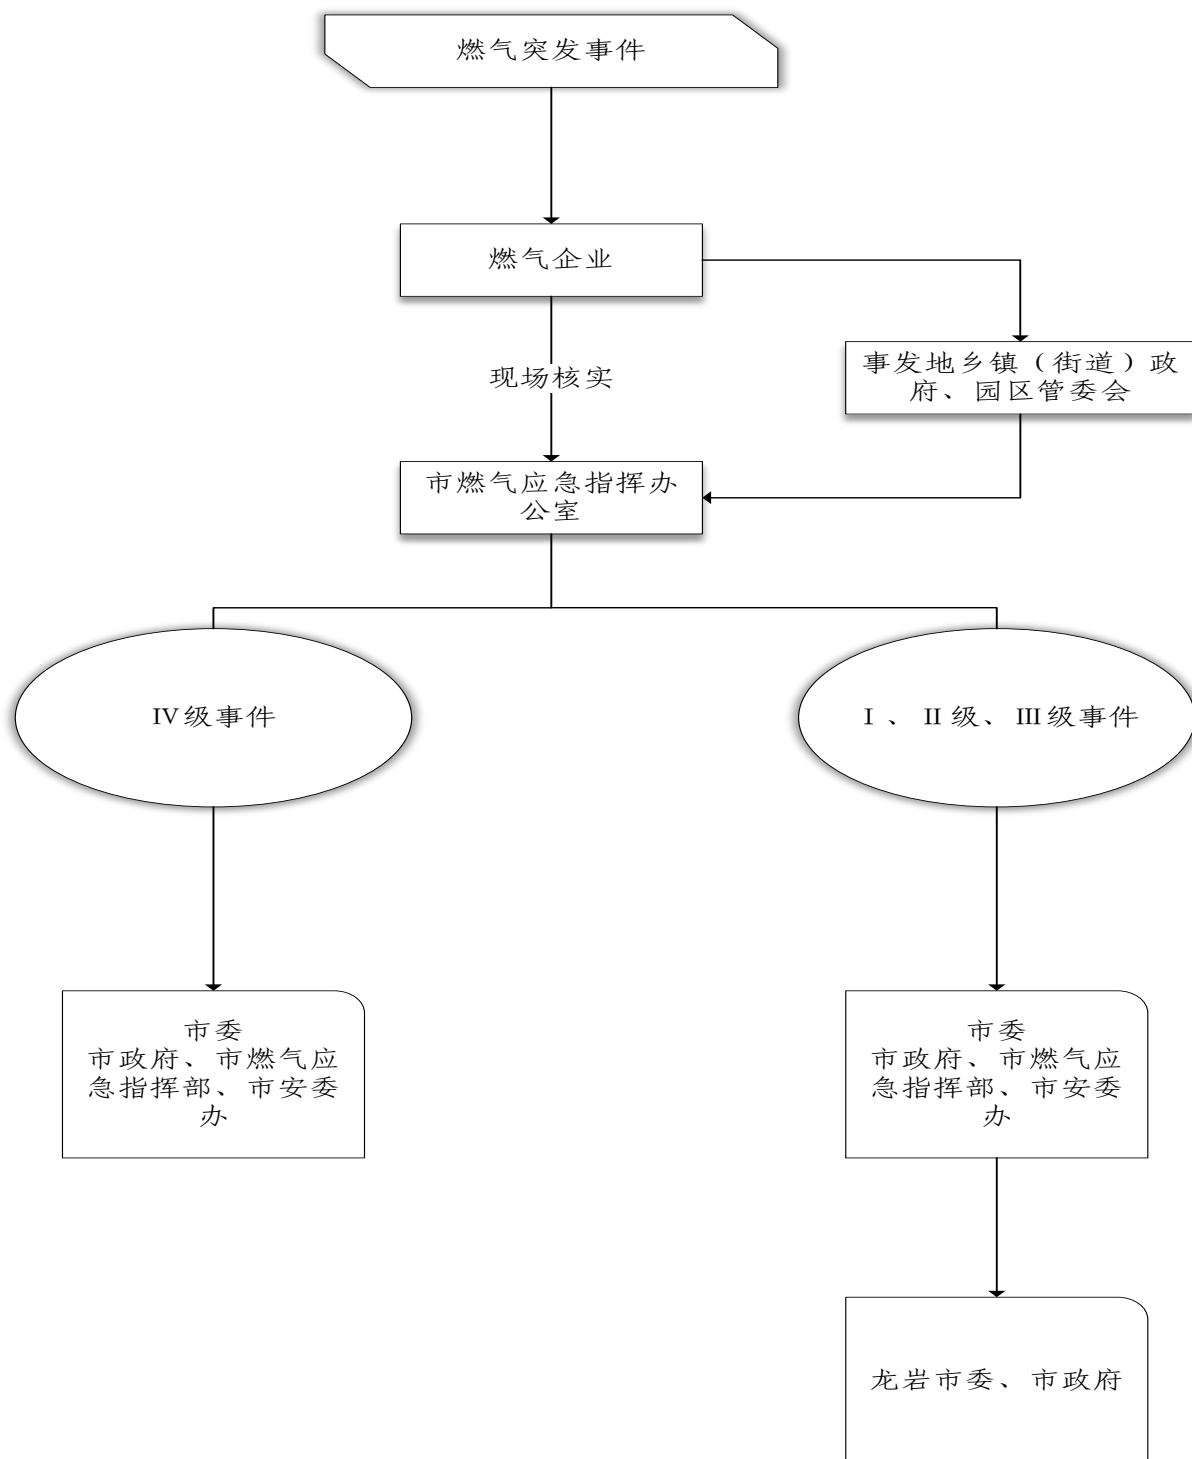 燃气突发事件
燃气企业
现场核实
事发地乡镇（街道）政
府、园区管委会
市燃气应急指挥办
公室
IV级事件
I 、 II 级、 III级事件
市委
市政府、市燃气应
急指挥部、市安委
办
市委
市政府、市燃气应
急指挥部、市安委
办
龙岩市委、市政府